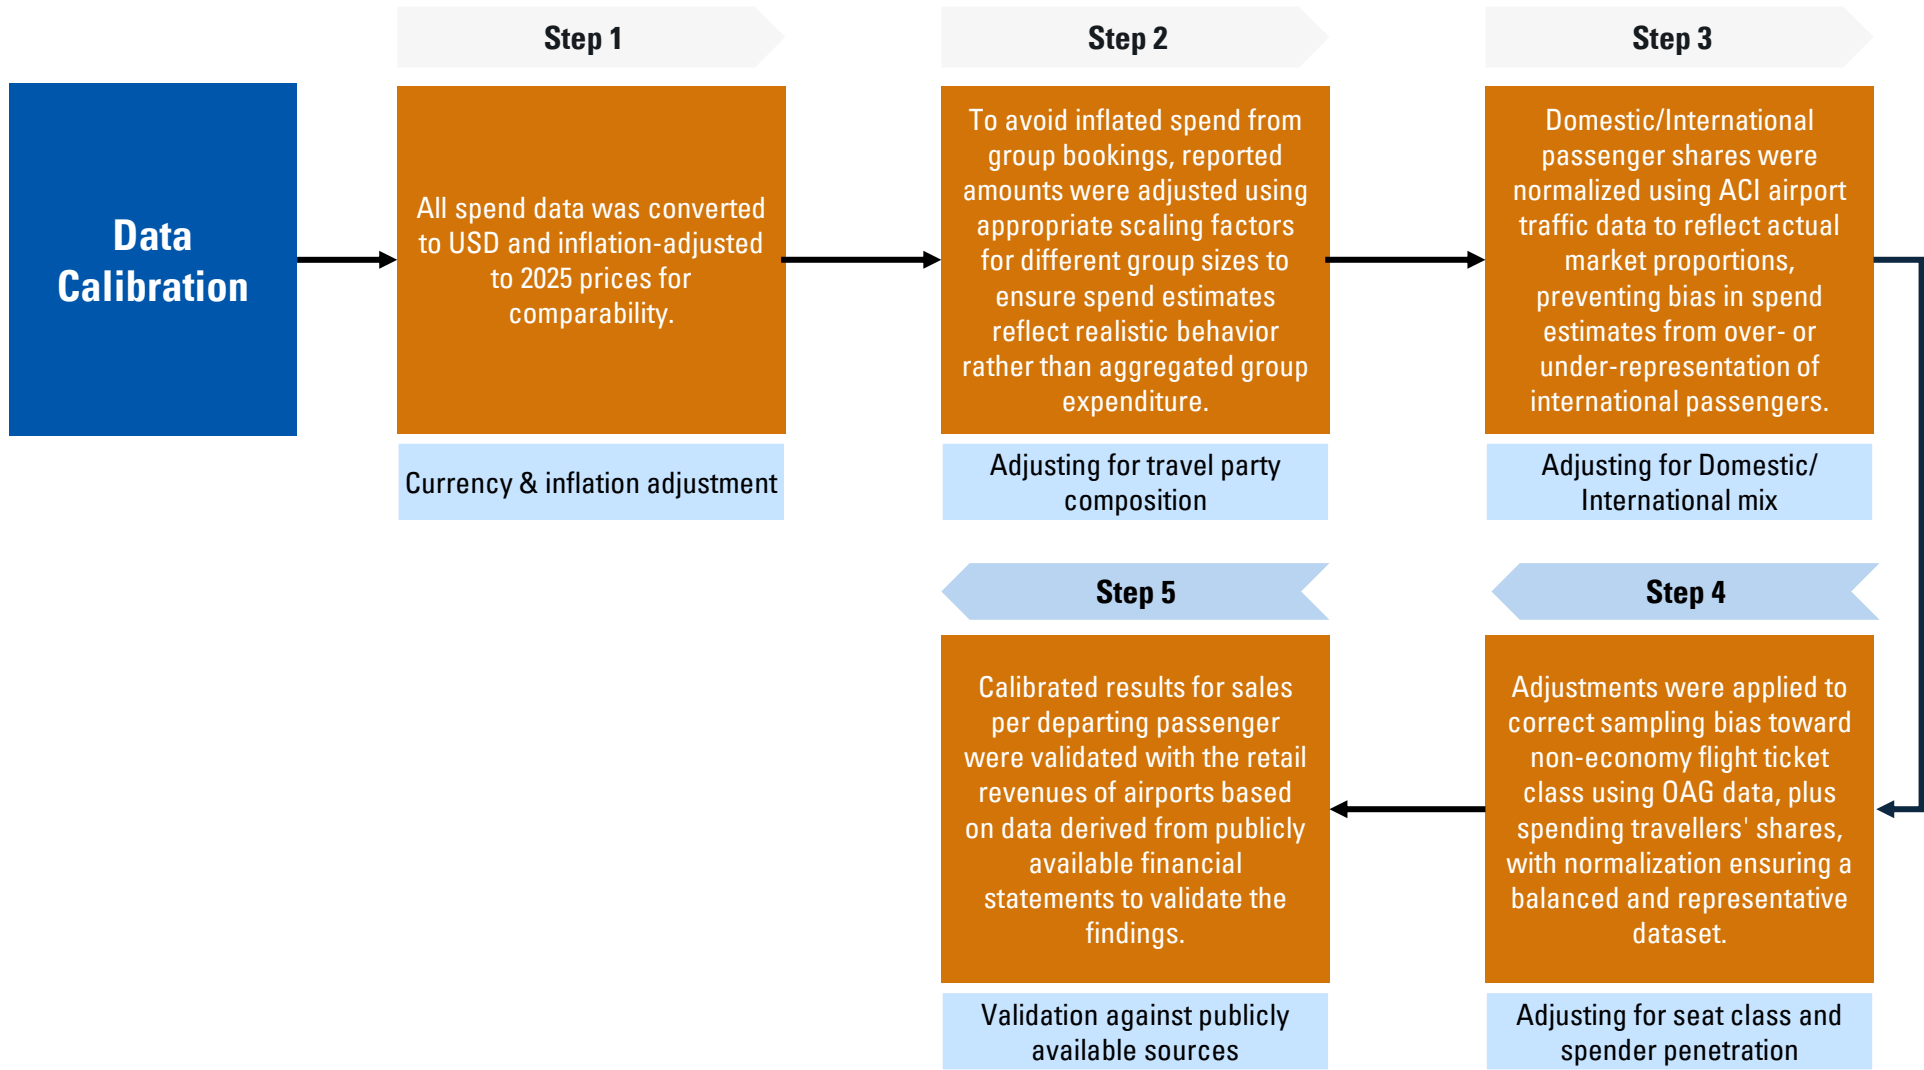 Data
Calibration
Step 1
All spend data was converted
to USD and inflation-adjusted
to 2025 prices for
comparability.
Currency & inflation adjustment
Step 2
To avoid inflated spend from
group bookings, reported
amounts were adjusted using
appropriate scaling factors
for different group sizes to
ensure spend estimates
reflect realistic behavior
rather than aggregated group
expenditure.
Adjusting for travel party
composition
Step 3
Domestic/International
passenger shares were
normalized using ACI airport
traffic data to reflect actual
market proportions,
preventing bias in spend
estimates from over- or
under-representation of
international passengers.
Adjusting for Domestic/
International mix
Step 4
Adjustments were applied to
correct sampling bias toward
non-economy flight ticket
class using OAG data, plus
spending travellers' shares,
with normalization ensuring a
balanced and representative
dataset.
Adjusting for seat class and
spender penetration
Step 5
Calibrated results for sales
per departing passenger
were validated with the retail
revenues of airports based
on data derived from publicly
available financial
statements to validate the
findings.
Validation against publicly
available sources